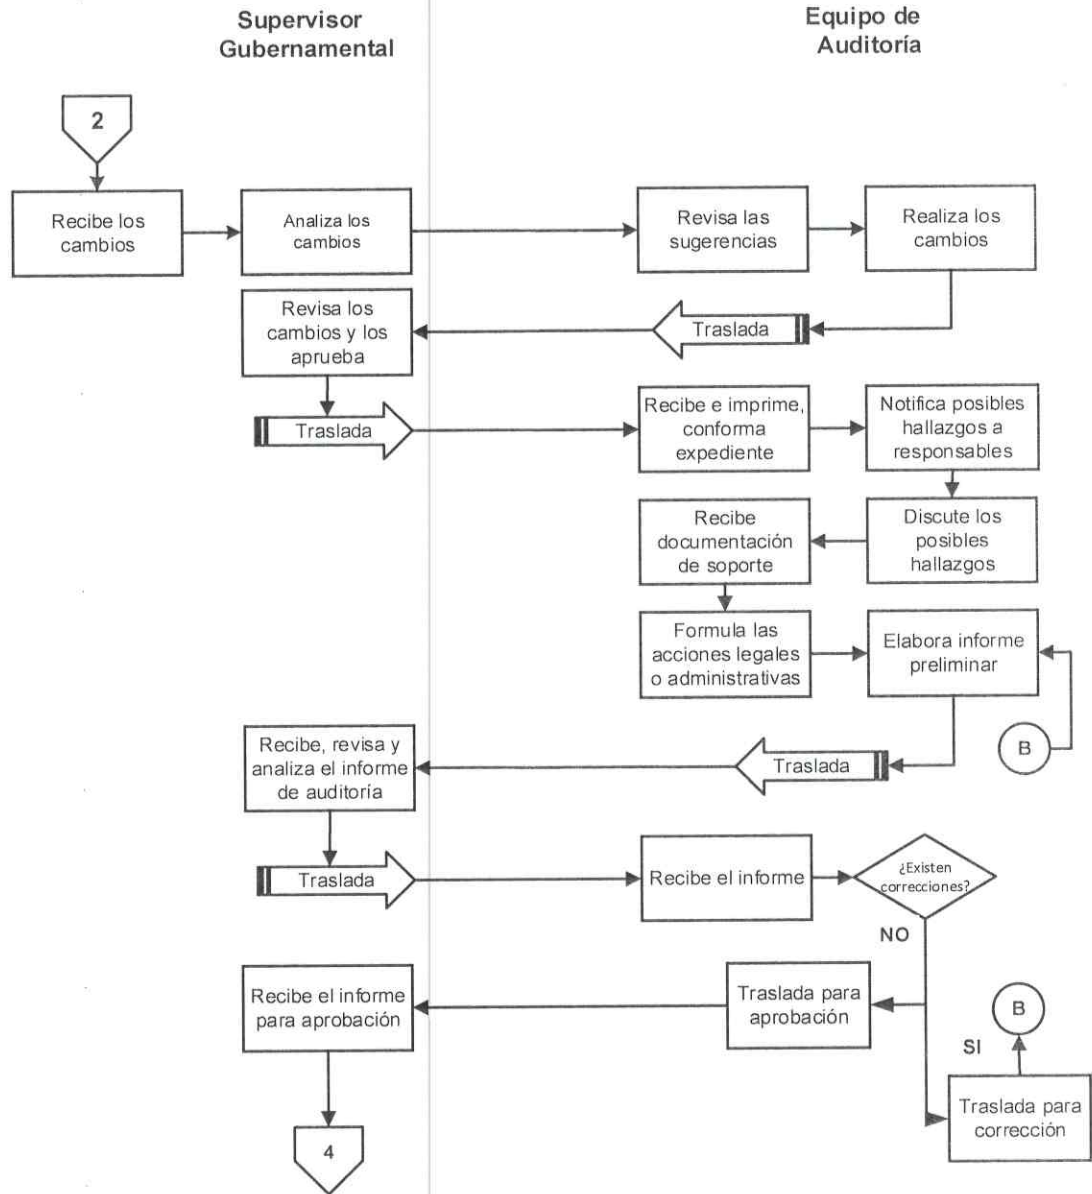 Supervisor
Gubernamental
Equipo de
Auditoría
2
Recibe los
cambios
Analiza los
cambios
Revisa las
sugerencias
Realiza los
cambios
Revisa los
cambios y los
aprueba
Traslada
Traslada
Recibe e imprime,
conforma
expediente
Notifica posibles
hallazgos a
responsables
Recibe
documentación
de soporte
Discute los
posibles
hallazgos
Formula las
acciones legales
o administrativas
Elabora informe
preliminar
B
Recibe, revisa y
analiza el informe
de auditoría
Traslada
Traslada
Recibe el informe
¿Existen
correcciones?
NO
Recibe el informe
para aprobación
Traslada para
aprobación
B
SI
Traslada para
corrección
4